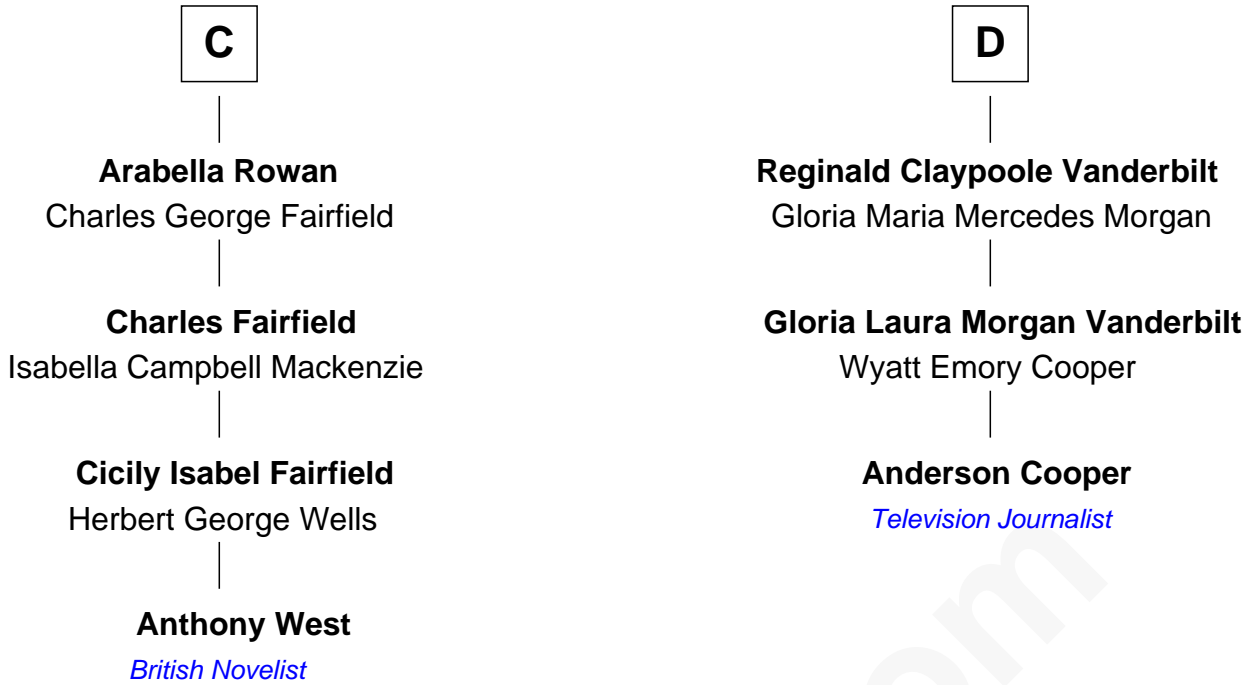 C
Arabella Rowan
Charles George Fairfield
Charles Fairfield
Isabella Campbell Mackenzie
Cicily Isabel Fairfield
Herbert George Wells
Anthony West
British Novelist
D
Reginald Claypoole Vanderbilt
Gloria Maria Mercedes Morgan
Gloria Laura Morgan Vanderbilt
Wyatt Emory Cooper
Anderson Cooper
Television Journalist
om